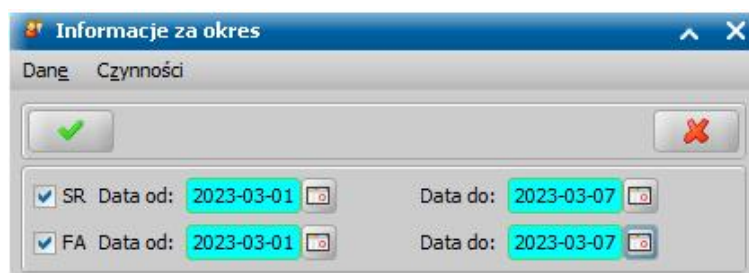 Informacje za okres
Dane Czynności
SR Data od: 2023-03-01 Data do: 2023-03-07
FA Data od: 2023-03-01 Data do: 2023-03-07